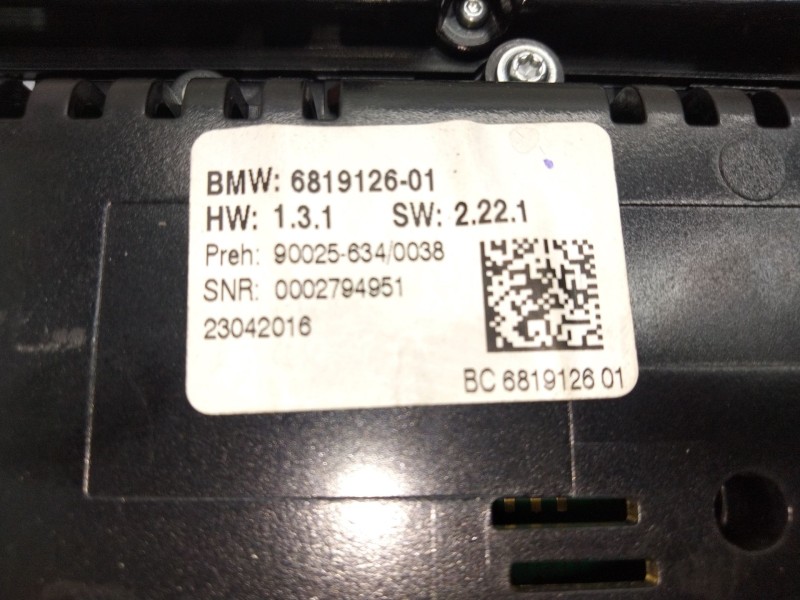 BMW: 6819126-01
HW: 1.3.1 SW: 2.22.1
Preh: 90025-634/0038
SNR: 0002794951
23042016
BC 6819126 01